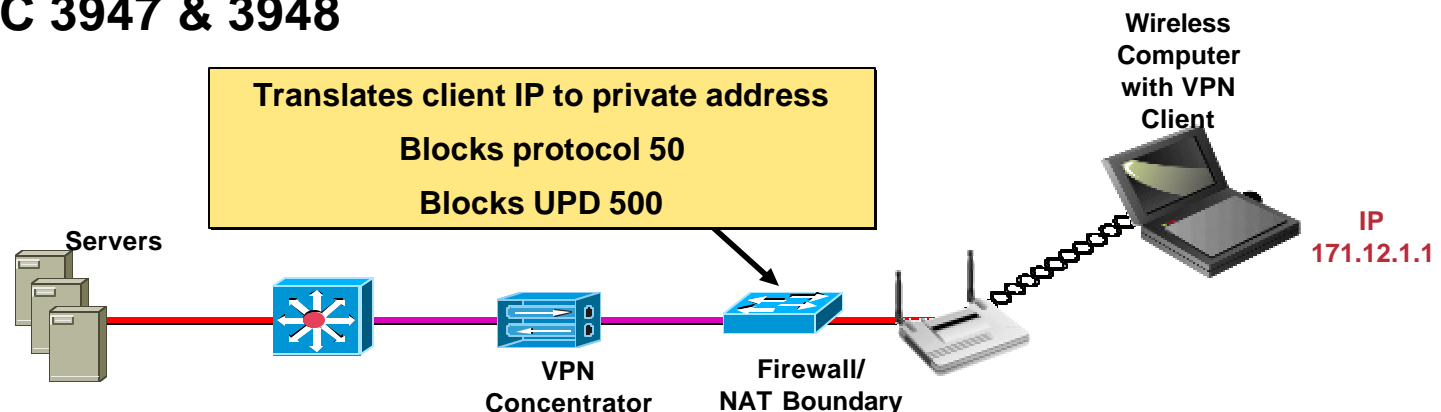 C 3947 & 3948
Wireless
Computer
with VPN
Client
Translates client IP to private address
Blocks protocol 50
Blocks UPD 500
Servers
IP
171.12.1.1
VPN
Concentrator
Firewall/
NAT Boundary